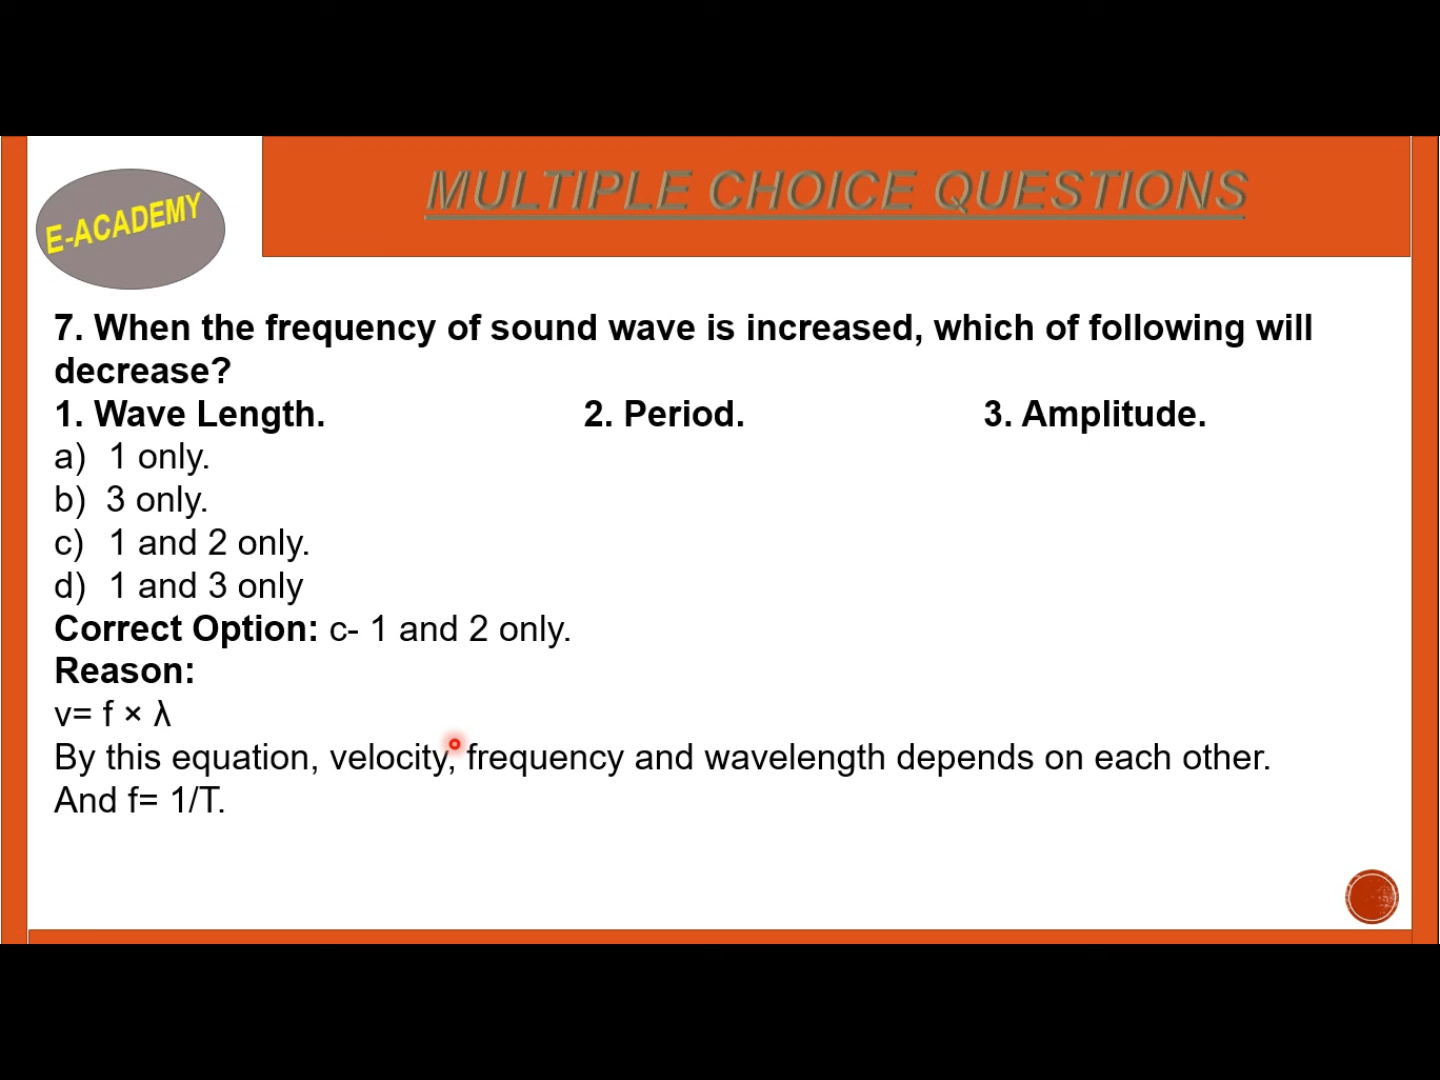 E-ACADEMY
MULTIPLE CHOICE QUESTIONS
7. When the frequency of sound wave is increased, which of following will
decrease?
1. Wave Length. 2. Period. 3. Amplitude.
a) 1 only.
b) 3 only.
c) 1 and 2 only.
d) 1 and 3 only
Correct Option: c- 1 and 2 only.
Reason:
v= f × λ
By this equation, velocity, frequency and wavelength depends on each other.
And f= 1/T.